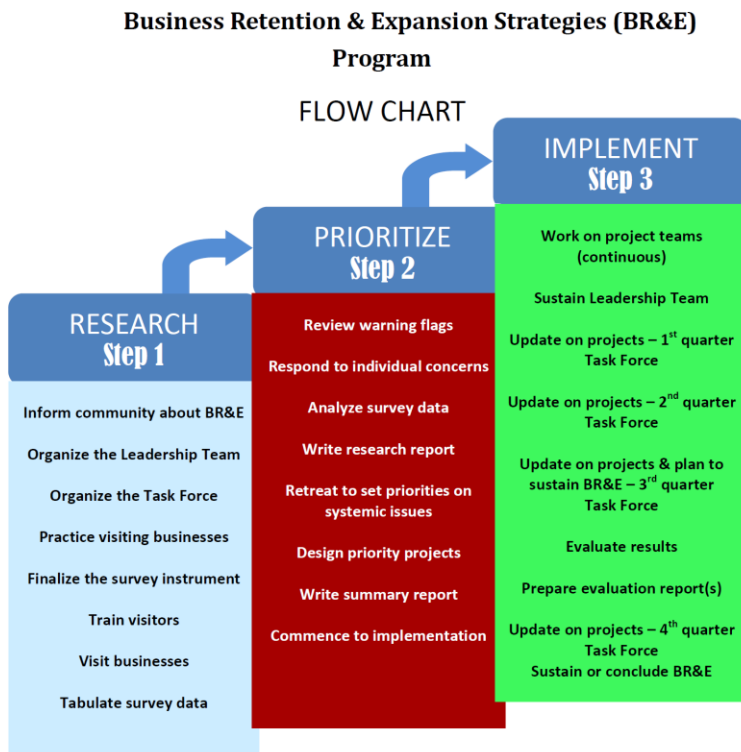 Business Retention & Expansion Strategies (BR&E)
Program
FLOW CHART
RESEARCH
Step 1
Inform community about BR&E
Organize the Leadership Team
Organize the Task Force
Practice visiting businesses
Finalize the survey instrument
Train visitors
Visit businesses
Tabulate survey data
PRIORITIZE
Step 2
Review warning flags
Respond to individual concerns
Analyze survey data
Write research report
Retreat to set priorities on
systemic issues
Design priority projects
Write summary report
Commence to implementation
IMPLEMENT
Step 3
Work on project teams
(continuous)
Sustain Leadership Team
Update on projects – 1st quarter
Task Force
Update on projects – 2nd quarter
Task Force
Update on projects & plan to
sustain BR&E – 3rd quarter
Task Force
Evaluate results
Prepare evaluation report(s)
Update on projects – 4th quarter
Task Force
Sustain or conclude BR&E